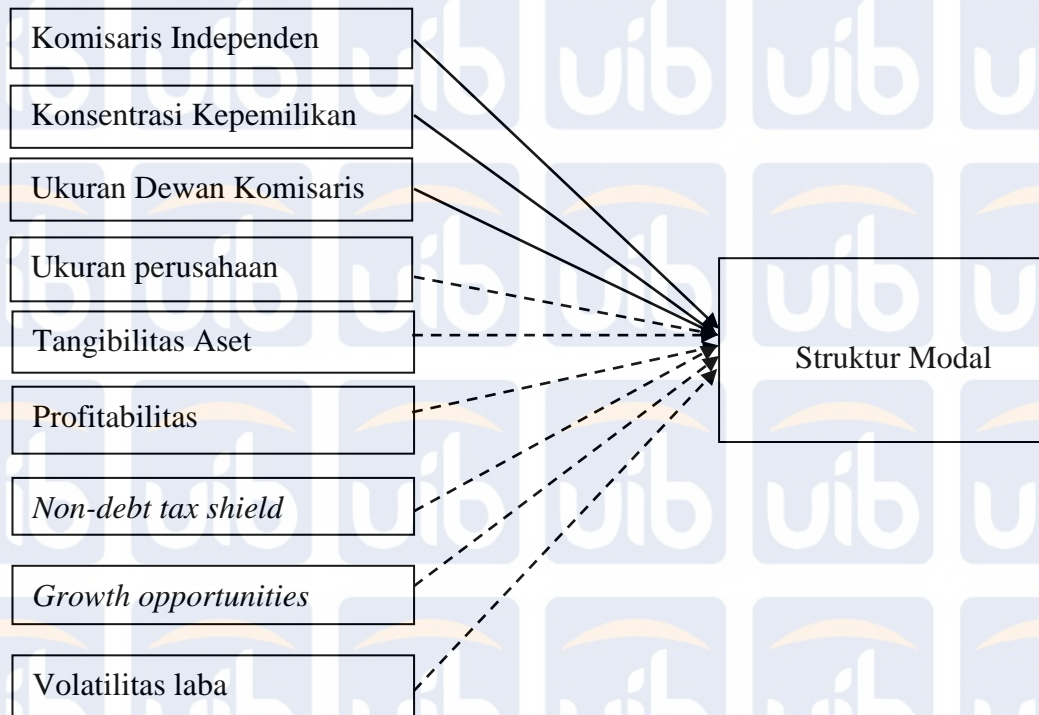 Komisaris Independen
Konsentrasi Kepemilikan
Ukuran Dewan Komisaris
Ukuran perusahaan
Tangibilitas Aset
Struktur Modal
Profitabilitas
Non-debt tax shield
Growth opportunities
Volatilitas laba
uib